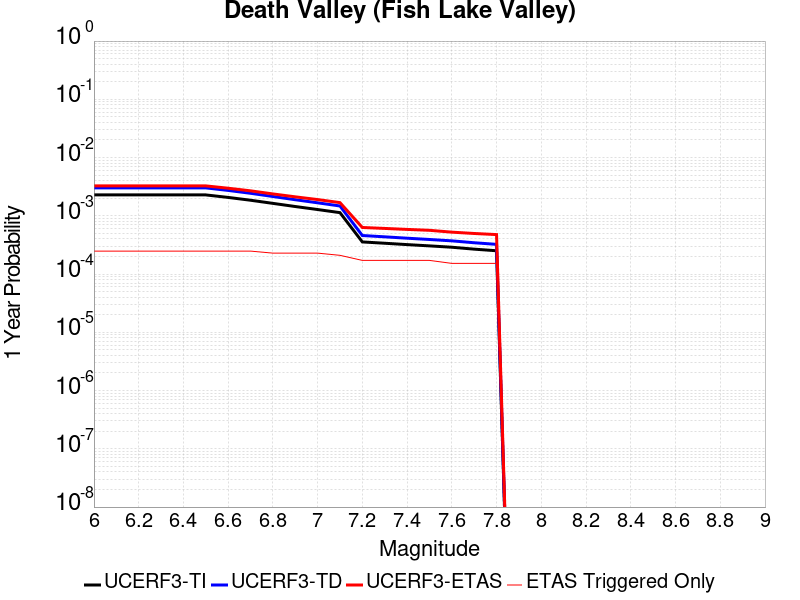 Death Valley (Fish Lake Valley)
10^0
10^-1
10^-2
10^-3
10^-4
10^-5
10^-6
10^-7
10^-8
1 Year Probability
6 6.2 6.4 6.6 6.8 7 7.2 7.4 7.6 7.8 8 8.2 8.4 8.6 8.8 9
Magnitude
UCERF3-TI UCERF3-TD UCERF3-ETAS ETAS Triggered Only